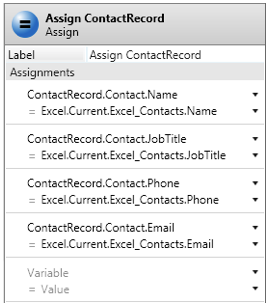 Assign ContactRecord
Assign
Label Assign ContactRecord
Assignments
ContactRecord.Contact.Name
= Excel.Current.Excel_Contacts.Name
ContactRecord.Contact.JobTitle
= Excel.Current.Excel_Contacts.JobTitle
ContactRecord.Contact.Phone
= Excel.Current.Excel_Contacts.Phone
ContactRecord.Contact.Email
= Excel.Current.Excel_Contacts.Email
Variable
= Value